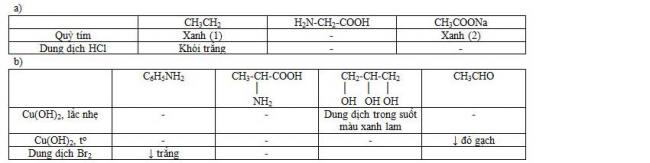 a)
CH₃CH₂ H₂N-CH₂-COOH CH₃COONa
Quỳ tím Xanh (1) - Xanh (2)
Dung dịch HCl Khói trắng - -
b)
C₆H₅NH₂ CH₃-CH-COOH CH₂-CH-CH₂ CH₃CHO
| | | |
NH₂ OH OH OH
Cu(OH)₂, lắc nhẹ - - Dung dịch trong suốt -
màu xanh lam
Cu(OH)₂, tᵒ - - - ↓ đỏ gạch
Dung dịch Br₂ ↓ trắng -